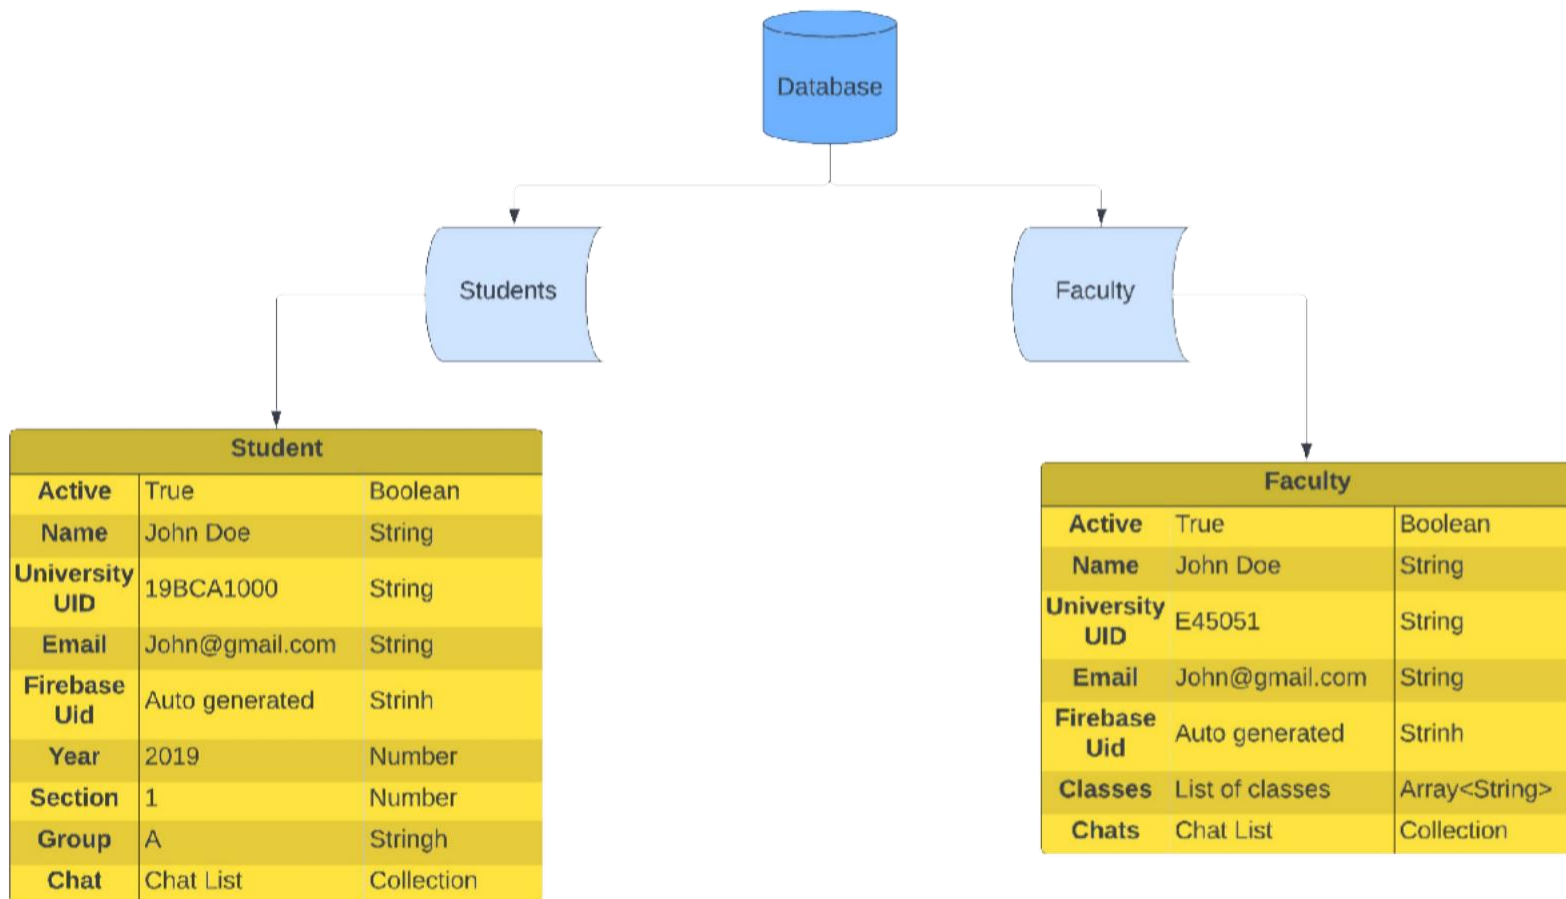 Database
Students
Faculty
Student
Active True Boolean
Name John Doe String
University
UID 19BCA1000 String
Email John@gmail.com String
Firebase
Uid Auto generated Strinh
Year 2019 Number
Section 1 Number
Group A Stringh
Chat Chat List Collection
Faculty
Active True Boolean
Name John Doe String
University
UID E45051 String
Email John@gmail.com String
Firebase
Uid Auto generated Strinh
Classes List of classes Array<String>
Chats Chat List Collection